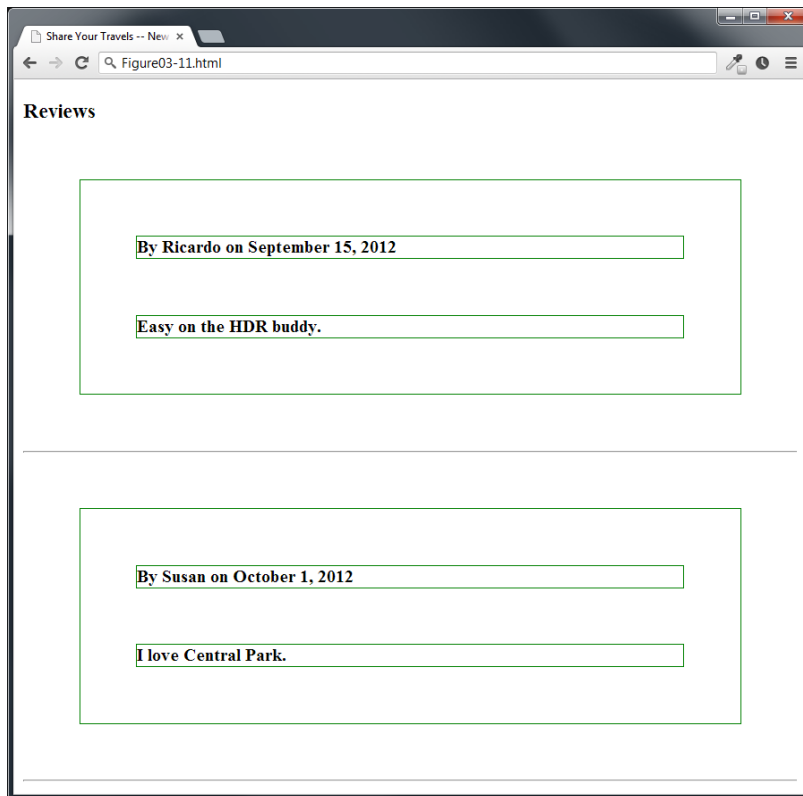 Share Your Travels -- New
Figure03-11.html
Reviews
By Ricardo on September 15, 2012
Easy on the HDR buddy.
By Susan on October 1, 2012
I love Central Park.